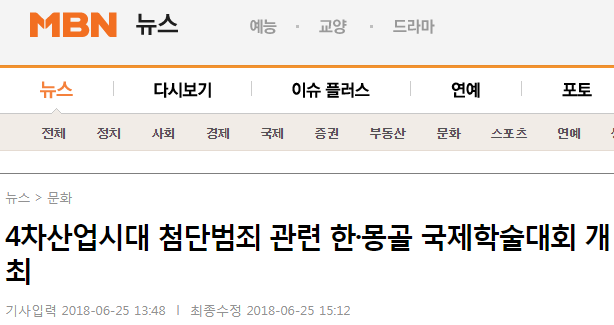 MBN 뉴스 예능 · 교양 · 드라마
뉴스 | 다시보기 | 이슈 플러스 | 연예 | 포토
전체 정치 사회 경제 국제 증권 부동산 문화 스포츠 연예
뉴스 > 문화
4차산업시대 첨단범죄 관련 한·몽골 국제학술대회 개
최
기사입력 2018-06-25 13:48 l 최종수정 2018-06-25 15:12